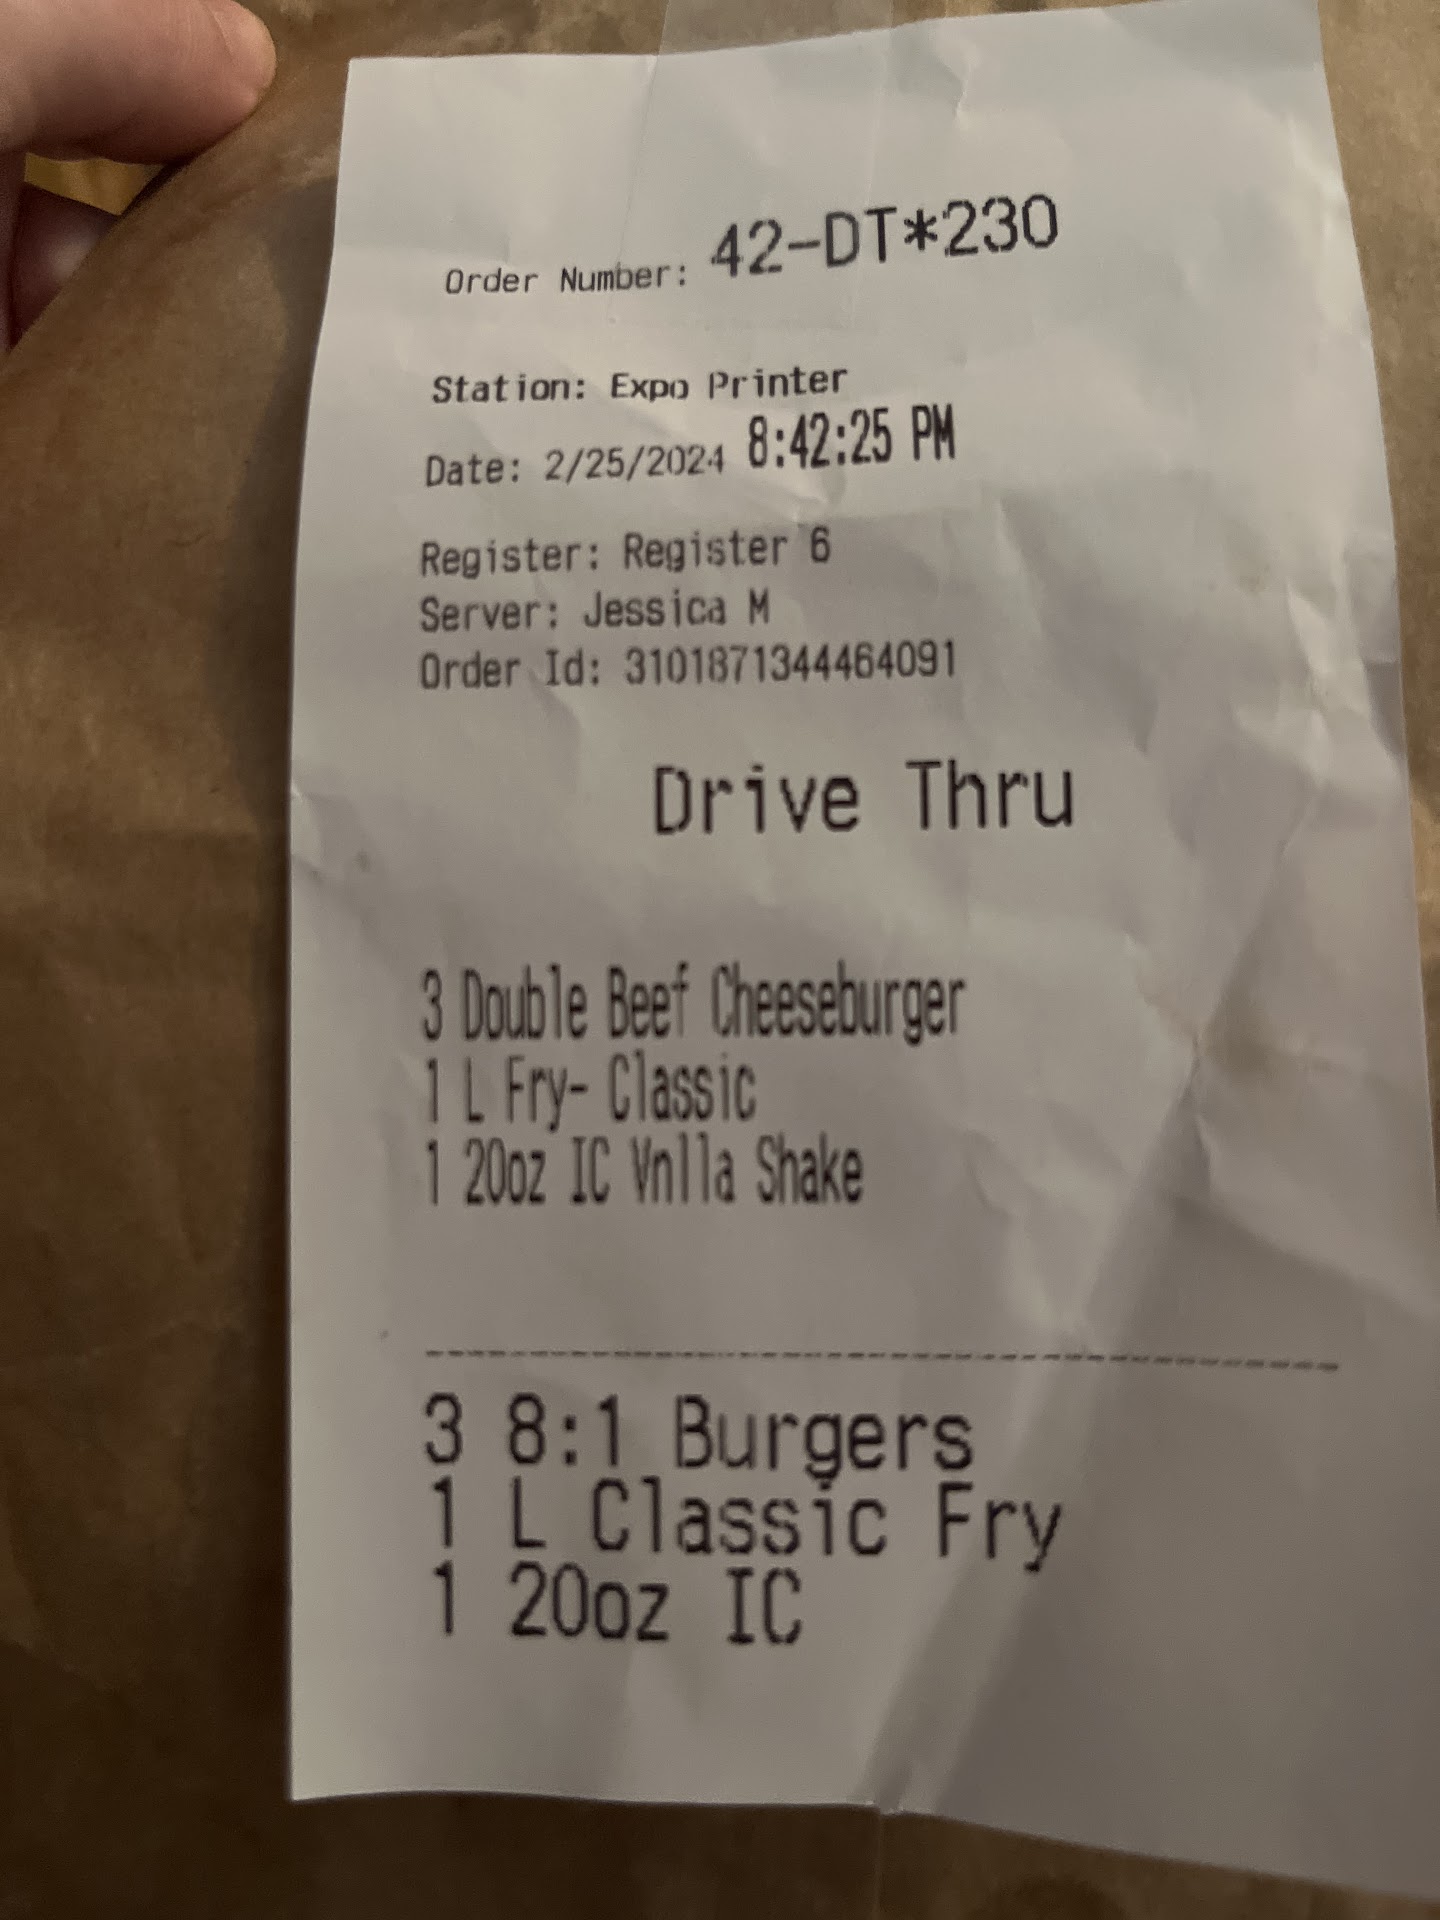 Order Number: 42-DT*230
Station: Expo Printer
Date: 2/25/2024 8:42:25 PM
Register: Register 6
Server: Jessica M
Order Id: 3101871344464091
Drive Thru
3 Double Beef Cheeseburger
1 L Fry- Classic
1 20oz IC Vnlla Shake
--------------------------------
3 8:1 Burgers
1 L Classic Fry
1 20oz IC